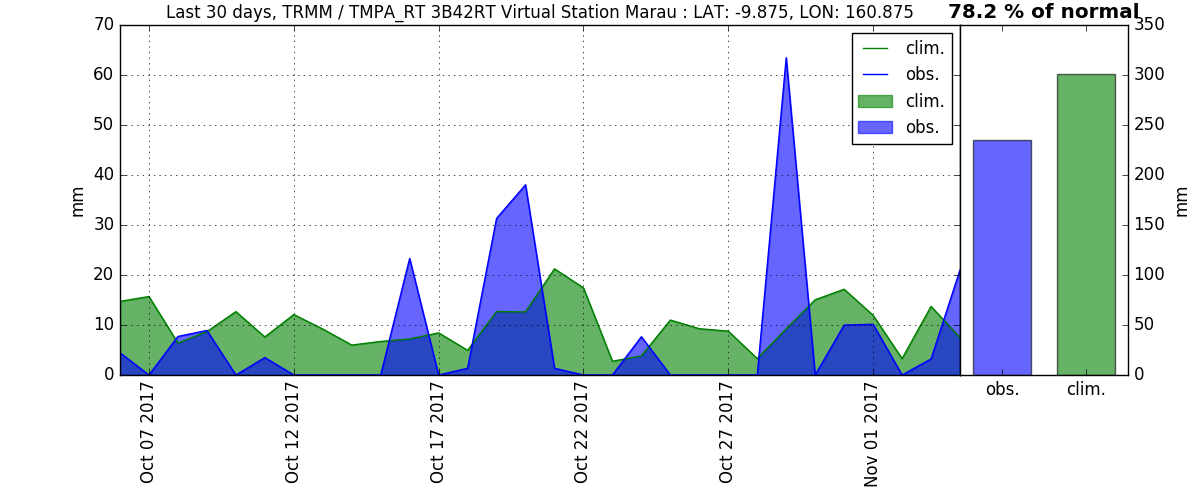 Last 30 days, TRMM / TMPA_RT 3B42RT Virtual Station Marau : LAT: -9.875, LON: 160.875
78.2 % of normal
70
60
50
40
30
20
10
0
mm
clim.
obs.
clim.
obs.
Oct 07 2017
Oct 12 2017
Oct 17 2017
Oct 22 2017
Oct 27 2017
Nov 01 2017
350
300
250
200
150
100
50
0
mm
obs.
clim.